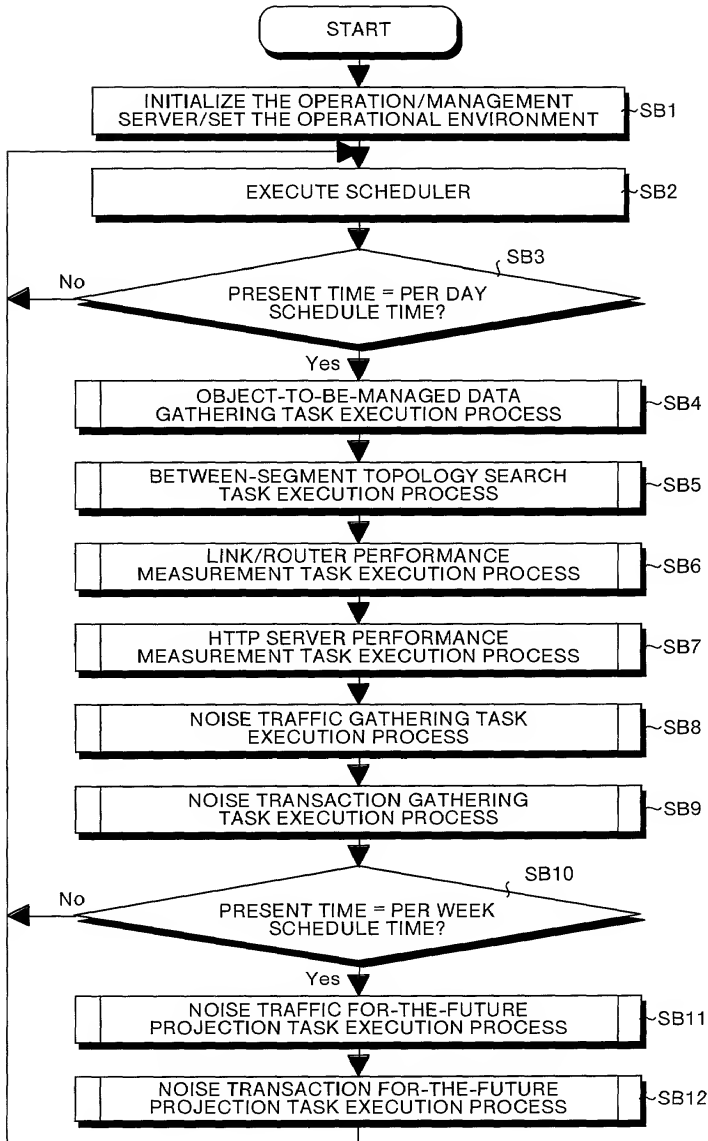 START
INITIALIZE THE OPERATION/MANAGEMENT
SERVER/SET THE OPERATIONAL ENVIRONMENT
SB1
EXECUTE SCHEDULER
SB2
SB3
No
PRESENT TIME = PER DAY
SCHEDULE TIME?
Yes
OBJECT-TO-BE-MANAGED DATA
GATHERING TASK EXECUTION PROCESS
SB4
BETWEEN-SEGMENT TOPOLOGY SEARCH
TASK EXECUTION PROCESS
SB5
LINK/ROUTER PERFORMANCE
MEASUREMENT TASK EXECUTION PROCESS
SB6
HTTP SERVER PERFORMANCE
MEASUREMENT TASK EXECUTION PROCESS
SB7
NOISE TRAFFIC GATHERING TASK
EXECUTION PROCESS
SB8
NOISE TRANSACTION GATHERING
TASK EXECUTION PROCESS
SB9
SB10
No
PRESENT TIME = PER WEEK
SCHEDULE TIME?
Yes
NOISE TRAFFIC FOR-THE-FUTURE
PROJECTION TASK EXECUTION PROCESS
SB11
NOISE TRANSACTION FOR-THE-FUTURE
PROJECTION TASK EXECUTION PROCESS
SB12